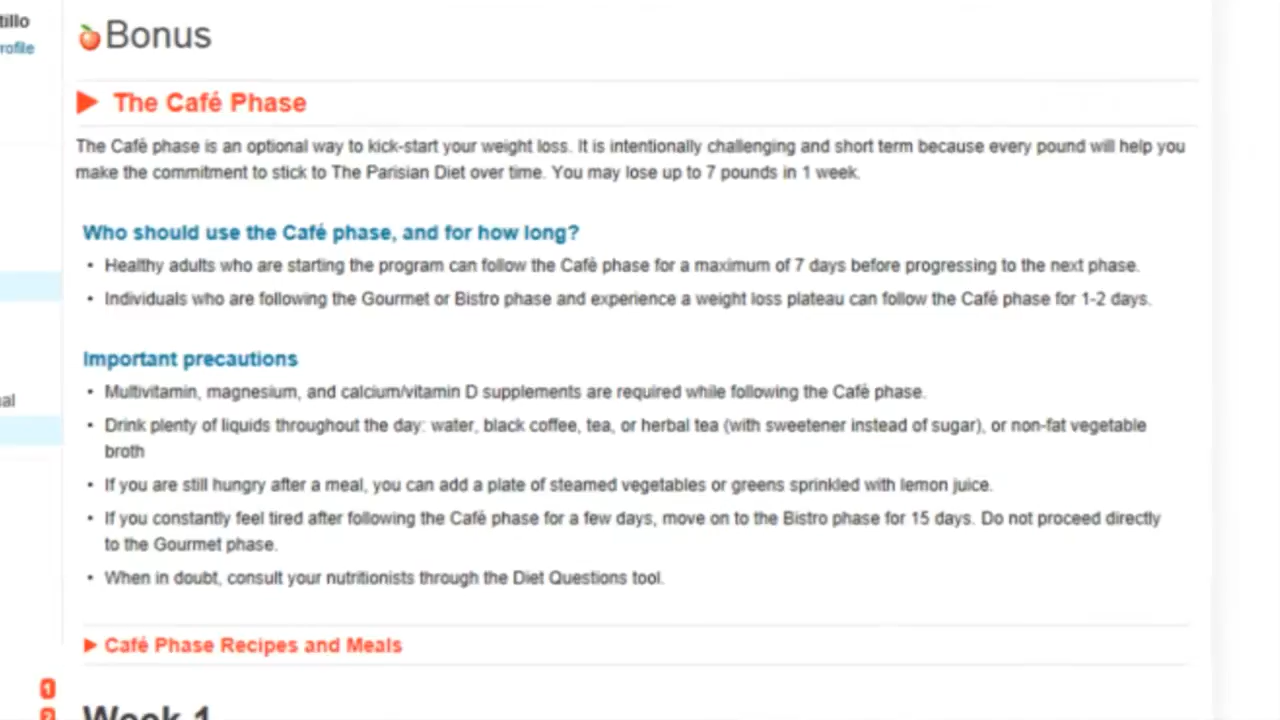 tillo
rofile
al
Bonus
The Café Phase
The Café phase is an optional way to kick-start your weight loss. It is intentionally challenging and short term because every pound will help you
make the commitment to stick to The Parisian Diet over time. You may lose up to 7 pounds in 1 week.
Who should use the Café phase, and for how long?
• Healthy adults who are starting the program can follow the Café phase for a maximum of 7 days before progressing to the next phase.
• Individuals who are following the Gourmet or Bistro phase and experience a weight loss plateau can follow the Café phase for 1-2 days.
Important precautions
• Multivitamin, magnesium, and calcium/vitamin D supplements are required while following the Café phase.
• Drink plenty of liquids throughout the day: water, black coffee, tea, or herbal tea (with sweetener instead of sugar), or non-fat vegetable
broth
• If you are still hungry after a meal, you can add a plate of steamed vegetables or greens sprinkled with lemon juice.
• If you constantly feel tired after following the Café phase for a few days, move on to the Bistro phase for 15 days. Do not proceed directly
to the Gourmet phase.
• When in doubt, consult your nutritionists through the Diet Questions tool.
Café Phase Recipes and Meals
1
2
Week 1